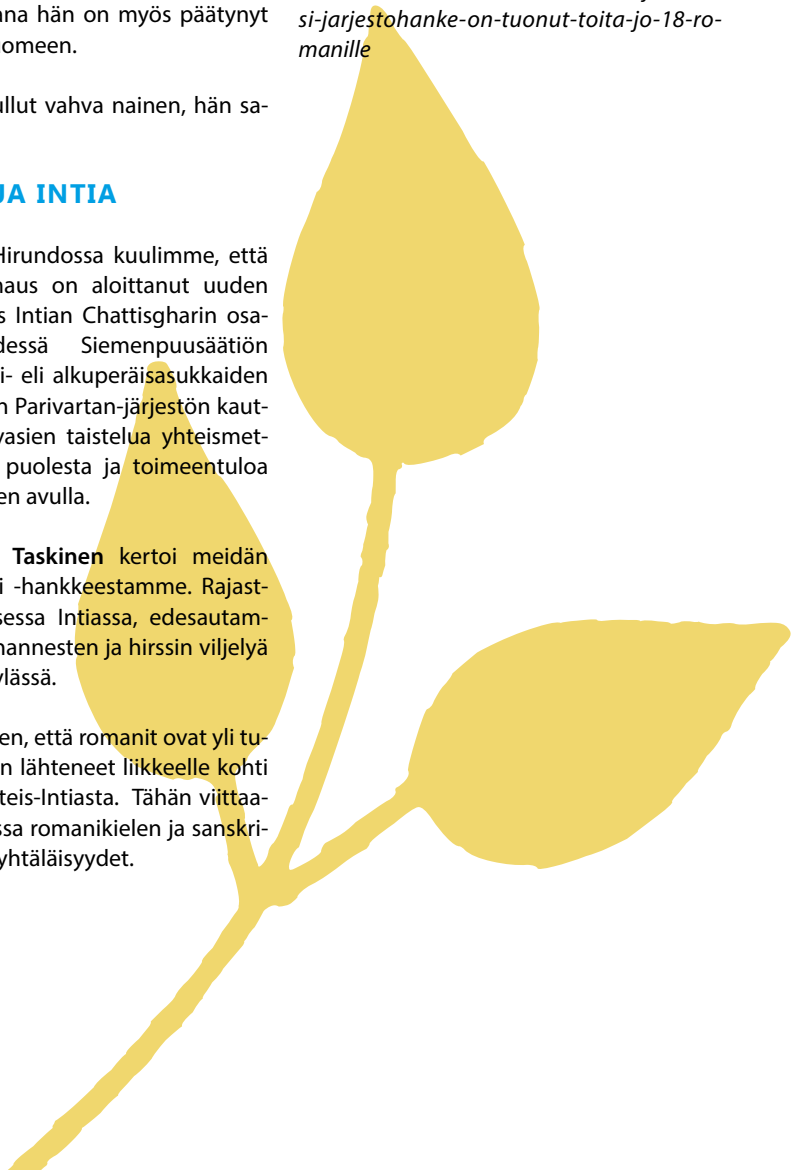 na hän on myös päätynyt
omeen.
ullut vahva nainen, hän sa-
JA INTIA
Hirundossa kuulimme, että
naus on aloittanut uuden
s Intian Chattisgharin osa-
dessä Siemenpuusäätiön
i- eli alkuperäisasukkaiden
n Parivartan-järjestön kaut-
vasien taistelua yhteismet-
puolesta ja toimeentuloa
en avulla.
Taskinen kertoi meidän
i -hankkeestamme. Rajast-
sessa Intiassa, edesautam-
hannesten ja hirssin viljelyä
ylässä.
en, että romanit ovat yli tu-
n lähteneet liikkeelle kohti
teis-Intiasta. Tähän viittaa-
ssa romanikielen ja sanskri-
yhtäläisyydet.
si-jarjestohanke-on-tuonut-toita-jo-18-ro-
manille